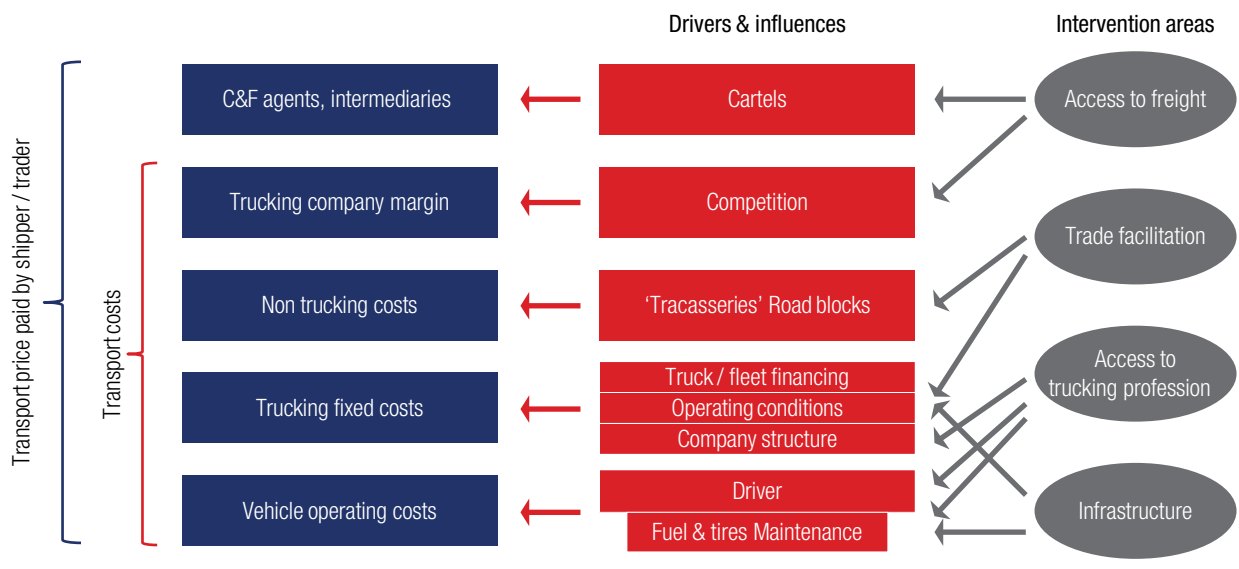 Drivers & influences
Intervention areas
Transport price paid by shipper / trader
Transport costs
C&F agents, intermediaries
Cartels
Access to freight
Trucking company margin
Competition
Trade facilitation
Non trucking costs
‘Tracasseries’ Road blocks
Access to
trucking profession
Trucking fixed costs
Truck / fleet financing
Operating conditions
Company structure
Vehicle operating costs
Driver
Fuel & tires Maintenance
Infrastructure